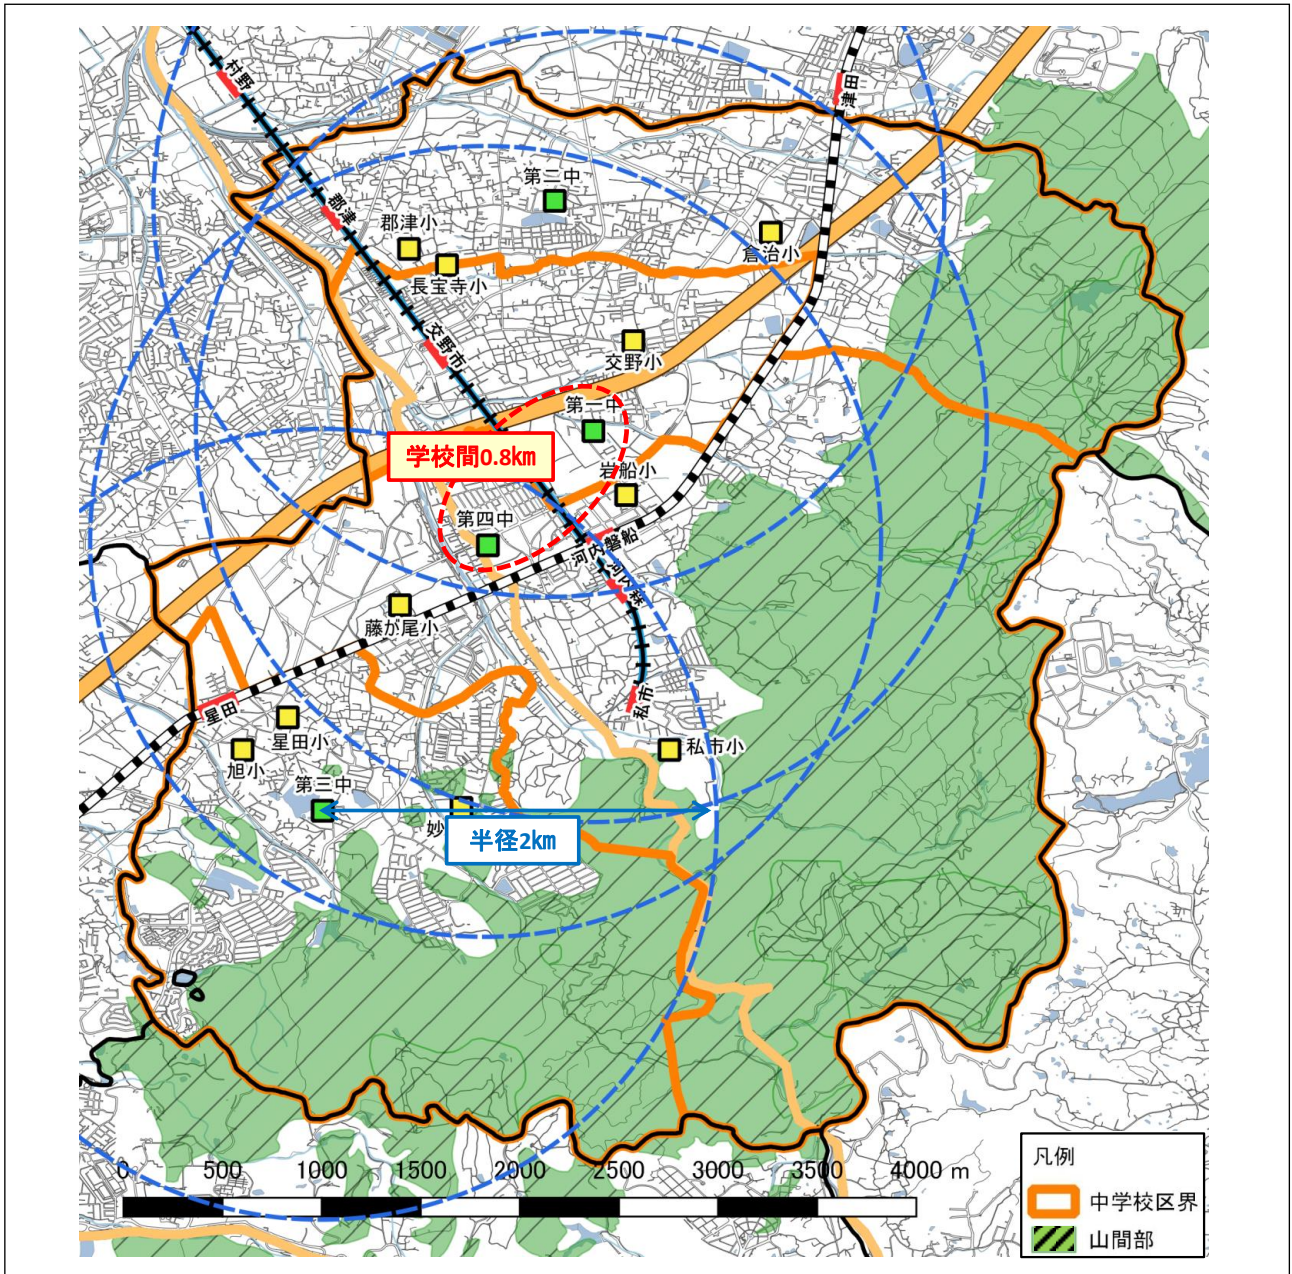 村野
津田
第二中
郡津
郡津小
倉治小
長宝寺小
交野市
交野小
第一中
学校間0.8km
岩船小
第四中
河内磐船
河内森
藤が尾小
私市
星田
星田小
私市小
旭小
第三中
妙
半径2km
0 500 1000 1500 2000 2500 3000 3500 4000 m
凡例
中学校区界
山間部